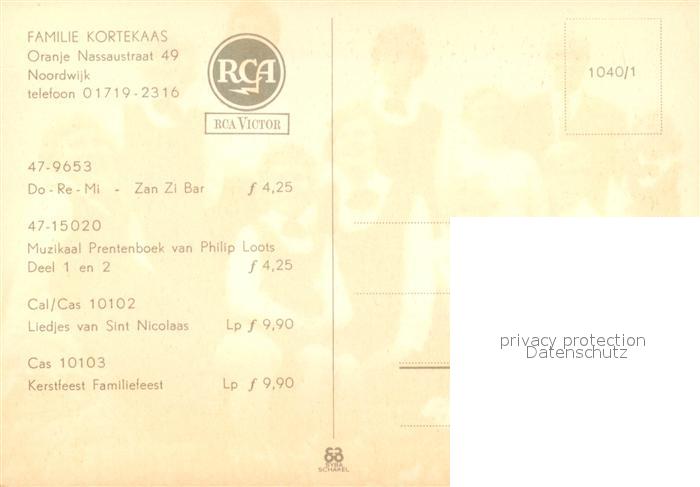 FAMILIE KORTEKAAS
Oranje Nassaustraat 49
Noordwijk
telefoon 01719-2316
RCA
RCA VICTOR
47-9653
Do-Re-Mi - Zan Zi Bar ƒ 4,25
47-15020
Muzikaal Prentenboek van Philip Loots
Deel 1 en 2 ƒ 4,25
Cal/Cas 10102
Liedjes van Sint Nicolaas Lp ƒ 9,90
Cas 10103
Kerstfeest Familiefeest Lp ƒ 9,90
SYBA
SCHAKEL
1040/1
privacy protection
Datenschutz